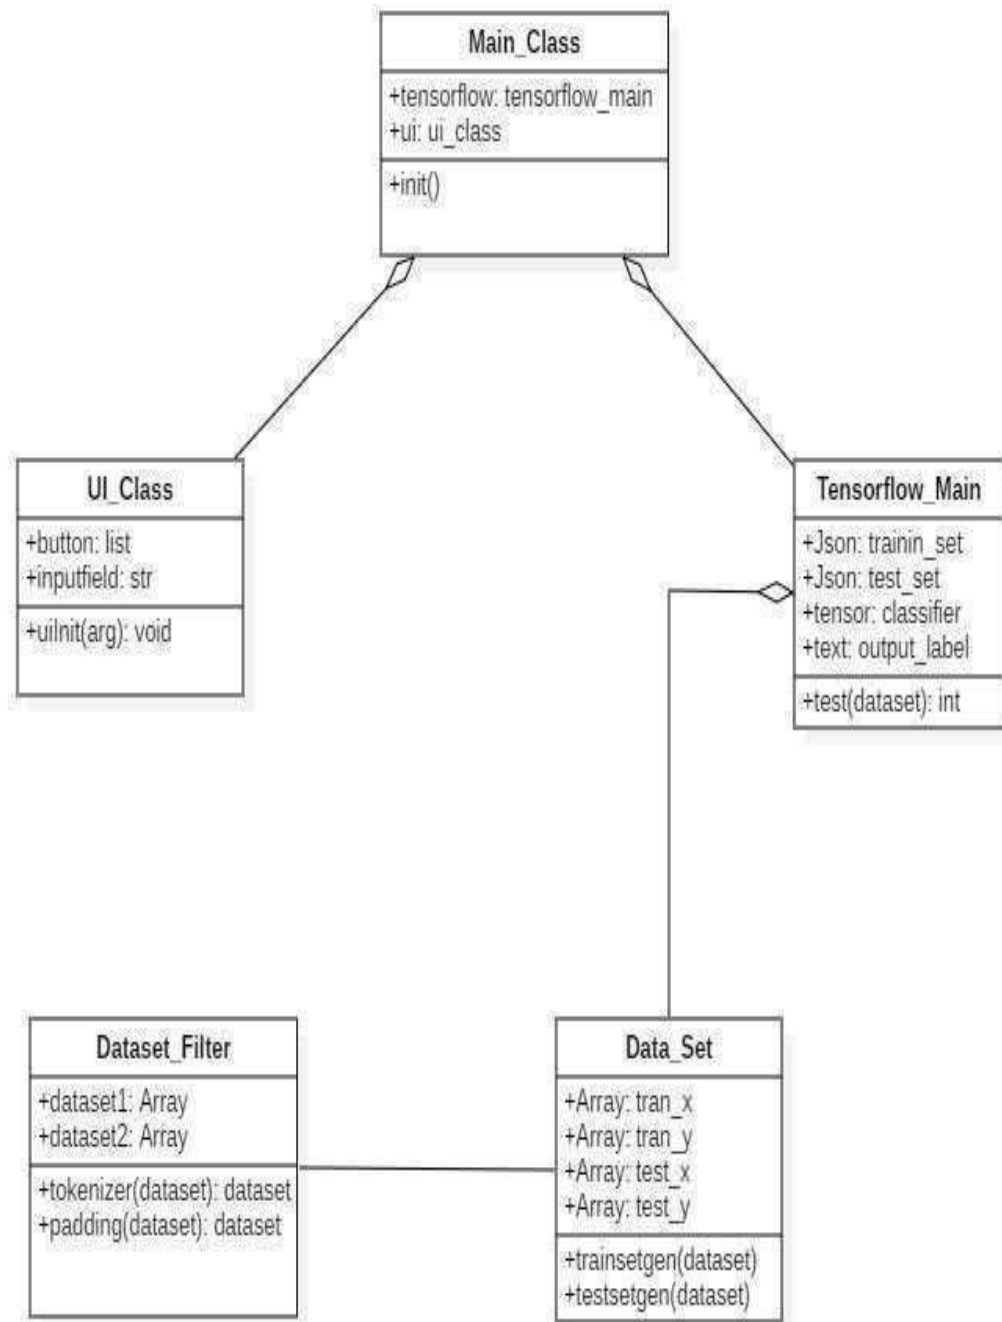 Main_Class
+tensorflow: tensorflow_main
+ui: ui_class
+init()
UI_Class
+button: list
+inputfield: str
+uiInit(arg): void
Tensorflow_Main
+Json: trainin_set
+Json: test_set
+tensor: classifier
+text: output_label
+test(dataset): int
Dataset_Filter
+dataset1: Array
+dataset2: Array
+tokenizer(dataset): dataset
+padding(dataset): dataset
Data_Set
+Array: tran_x
+Array: tran_y
+Array: test_x
+Array: test_y
+trainsetgen(dataset)
+testsetgen(dataset)